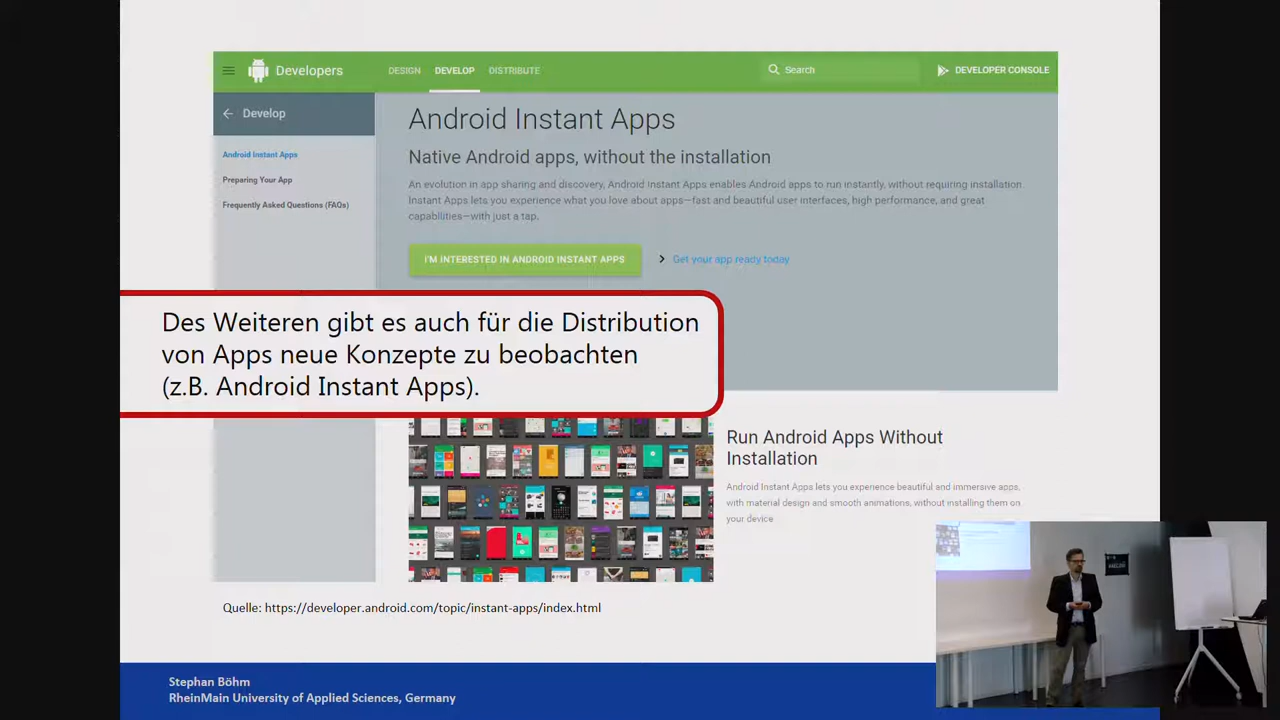 Developers
DESIGN DEVELOP DISTRIBUTE
Search
DEVELOPER CONSOLE
Develop
Android Instant Apps
Preparing Your App
Frequently Asked Questions (FAQs)
Android Instant Apps
Native Android apps, without the installation
An evolution in app sharing and discovery, Android Instant Apps enables Android apps to run instantly, without requiring installation.
Instant Apps lets you experience what you love about apps—fast and beautiful user interfaces, high performance, and great
capabilities—with just a tap.
I'M INTERESTED IN ANDROID INSTANT APPS
Get your app ready today
Des Weiteren gibt es auch für die Distribution
von Apps neue Konzepte zu beobachten
(z.B. Android Instant Apps).
Run Android Apps Without
Installation
Android Instant Apps lets you experience beautiful and immersive apps,
with material design and smooth animations, without installing them on
your device
Quelle: https://developer.android.com/topic/instant-apps/index.html
Stephan Böhm
RheinMain University of Applied Sciences, Germany